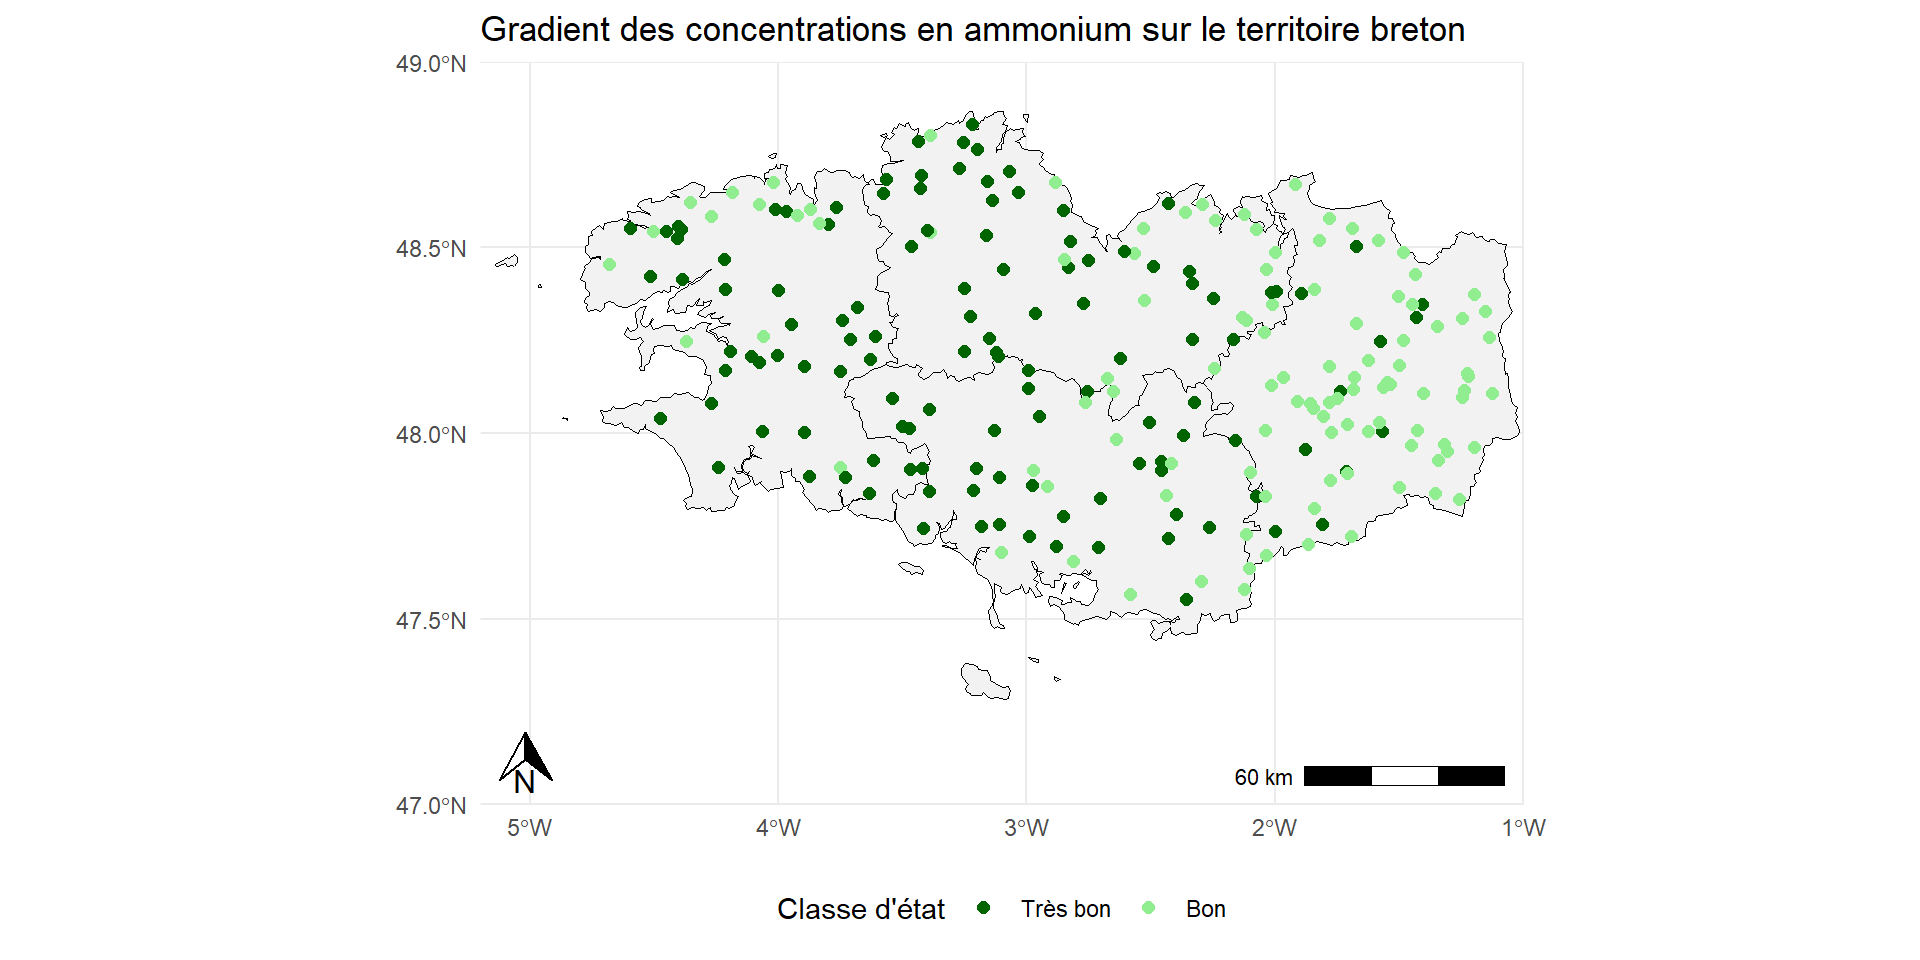 Gradient des concentrations en ammonium sur le territoire breton
49.0°N
48.5°N
48.0°N
47.5°N
47.0°N
N
60 km
5°W 4°W 3°W 2°W 1°W
Classe d'état Très bon Bon